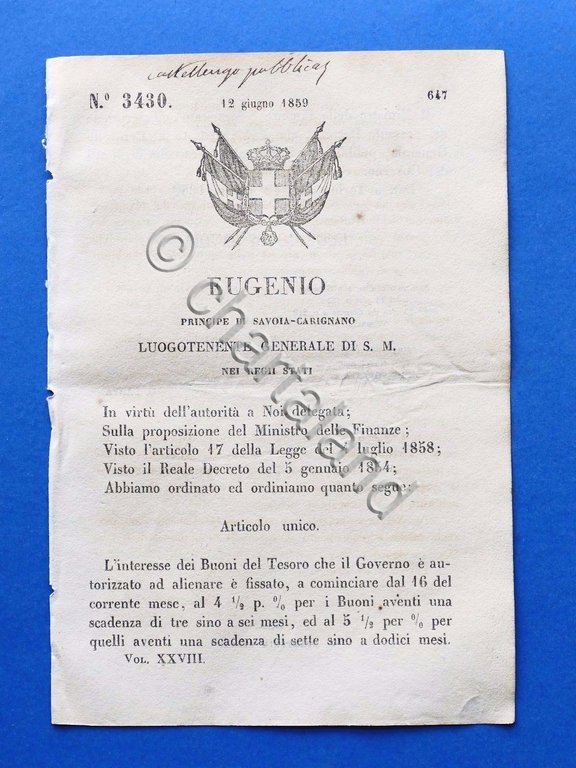 pubblicas
N.º 3430. 12 giugno 1859 647
EUGENIO
PRINCIPE DI SAVOIA-CARIGNANO
LUOGOTENENTE GENERALE DI S. M.
NEI REGII STATI
In virtù dell'autorità a Noi delegata;
Sulla proposizione del Ministro delle Finanze;
Visto l'articolo 17 della Legge del luglio 1858;
Visto il Reale Decreto del 5 gennaio 1854;
Abbiamo ordinato ed ordiniamo quanto segue:
Articolo unico.
L'interesse dei Buoni del Tesoro che il Governo è au-
torizzato ad alienare è fissato, a cominciare dal 16 del
corrente mese, al 4 1/2 p. % per i Buoni aventi una
scadenza di tre sino a sei mesi, ed al 5 1/2 per % per
quelli aventi una scadenza di sette sino a dodici mesi.
VOL. XXVIII.
© chartaland